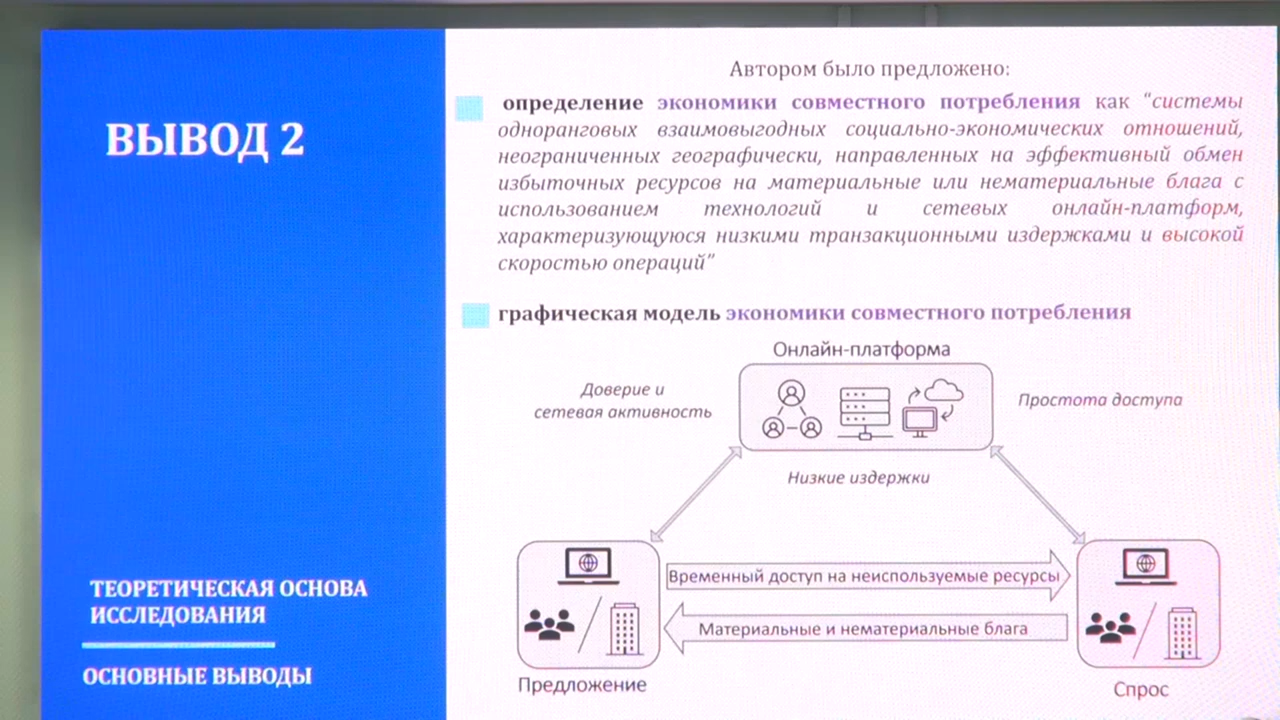 ВЫВОД 2
ТЕОРЕТИЧЕСКАЯ ОСНОВА
ИССЛЕДОВАНИЯ
ОСНОВНЫЕ ВЫВОДЫ
Автором было предложено:
определение экономики совместного потребления как “системы
одноранговых взаимовыгодных социально-экономических отношений,
неограниченных географически, направленных на эффективный обмен
избыточных ресурсов на материальные или нематериальные блага с
использованием технологий и сетевых онлайн-платформ,
характеризующуюся низкими транзакционными издержками и высокой
скоростью операций”
графическая модель экономики совместного потребления
Онлайн-платформа
Доверие и
сетевая активность
Простота доступа
Низкие издержки
Временный доступ на неиспользуемые ресурсы
Материальные и нематериальные блага
Предложение
Спрос